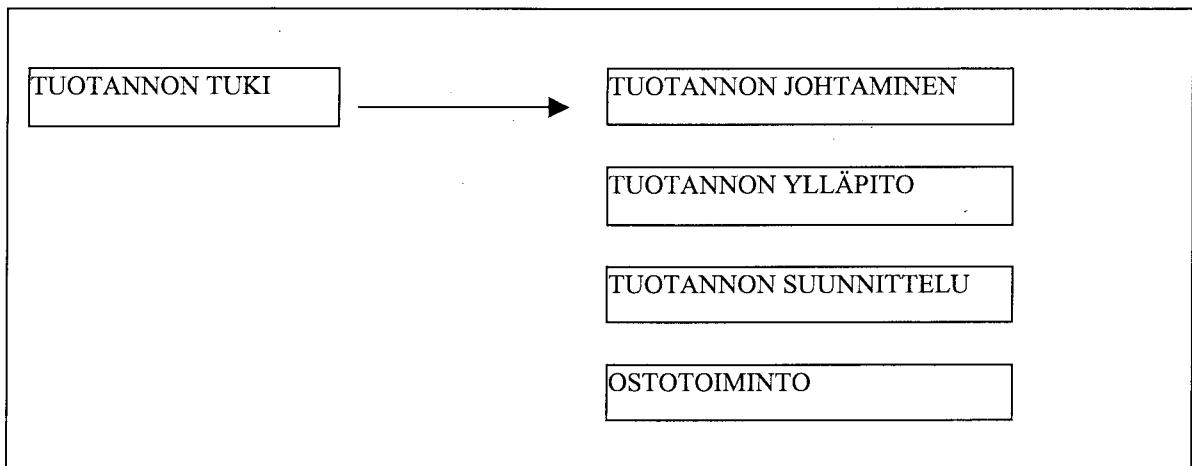 TUOTANNON TUKI
TUOTANNON JOHTAMINEN
TUOTANNON YLLÄPITO
TUOTANNON SUUNNITTELU
OSTOTOIMINTO